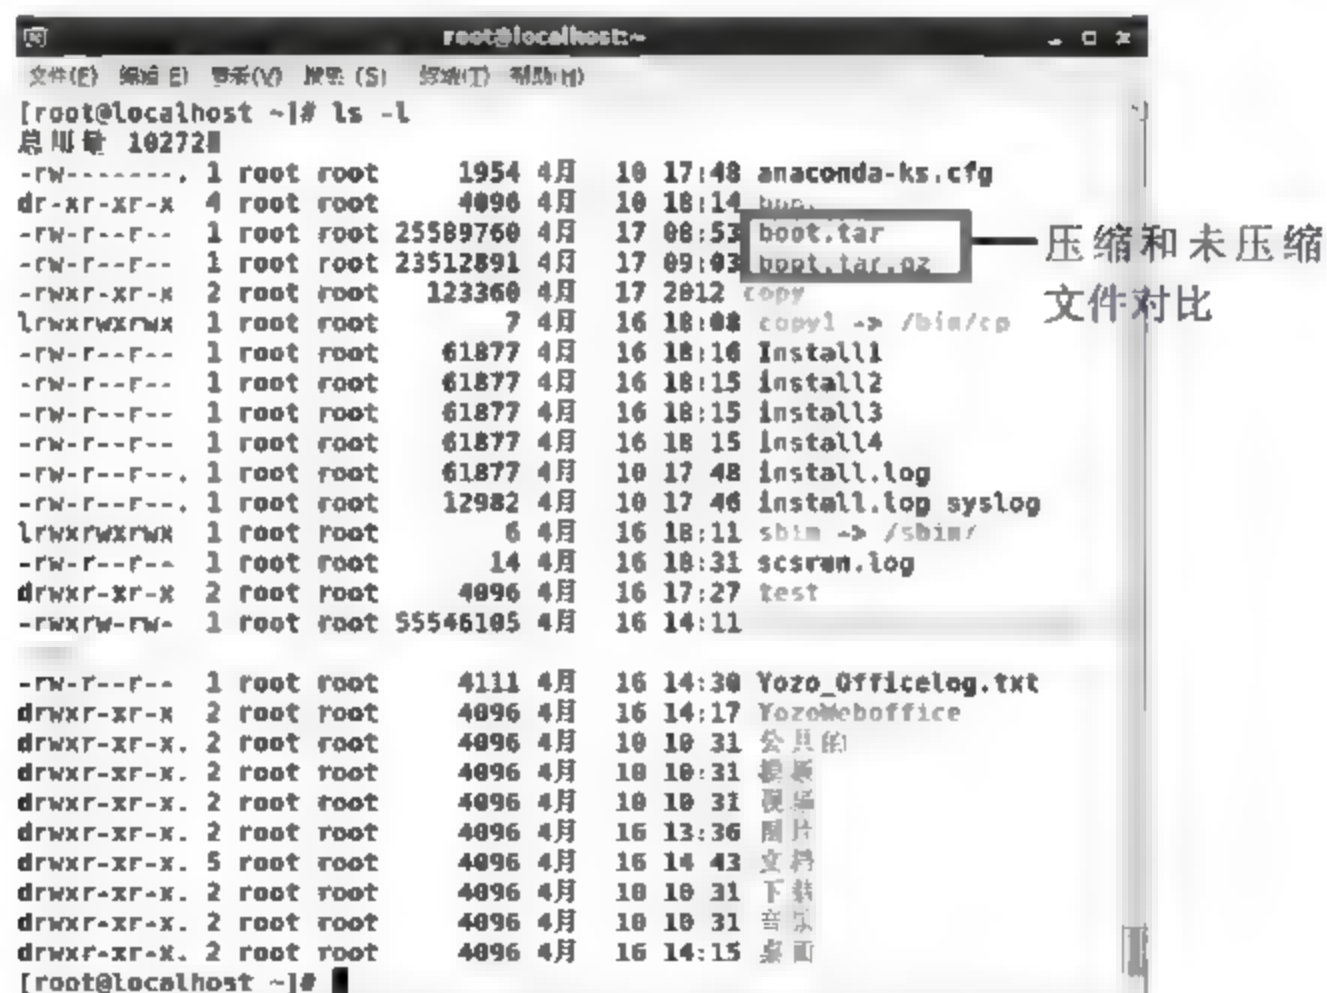 root@localhost:~
文件(F) 编辑 E) 查看(V) 搜索 (S) 终端(T) 帮助(H)
[root@localhost ~]# ls -l
总用量 10272
-rw-------. 1 root root 1954 4月 10 17:48 anaconda-ks.cfg
dr-xr-xr-x 4 root root 4096 4月 10 18:14
-rw-r--r-- 1 root root 25589760 4月 17 08:53 boot.tar
-rw-r--r-- 1 root root 23512891 4月 17 09:03 boot.tar.gz
压缩和未压缩
文件对比
-rwxr-xr-x 2 root root 123360 4月 17 2012 copy
lrwxrwxrwx 1 root root 7 4月 16 18:08 copy1 -> /bin/cp
-rw-r--r-- 1 root root 61877 4月 16 18:16 Install1
-rw-r--r-- 1 root root 61877 4月 16 18:15 install2
-rw-r--r-- 1 root root 61877 4月 16 18:15 install3
-rw-r--r-- 1 root root 61877 4月 16 18 15 install4
-rw-r--r--. 1 root root 61877 4月 10 17 48 install.log
-rw-r--r--. 1 root root 12982 4月 10 17 46 install.log syslog
lrwxrwxrwx 1 root root 6 4月 16 18:11 sbin -> /sbin/
-rw-r--r-- 1 root root 14 4月 16 18:31 scsrun.log
drwxr-xr-x 2 root root 4096 4月 16 17:27 test
-rwxrw-rw- 1 root root 55546105 4月 16 14:11
-rw-r--r-- 1 root root 4111 4月 16 14:30 Yozo_Officelog.txt
drwxr-xr-x 2 root root 4096 4月 16 14:17 YozoWeboffice
drwxr-xr-x. 2 root root 4096 4月 10 10 31 公共的
drwxr-xr-x. 2 root root 4096 4月 10 10:31 模板
drwxr-xr-x. 2 root root 4096 4月 10 10 31 视频
drwxr-xr-x. 2 root root 4096 4月 16 13:36 图片
drwxr-xr-x. 5 root root 4096 4月 16 14 43 文档
drwxr-xr-x. 2 root root 4096 4月 10 10 31 下载
drwxr-xr-x. 2 root root 4096 4月 10 10 31 音乐
drwxr-xr-x. 2 root root 4096 4月 16 14:15 桌面
[root@localhost ~]#